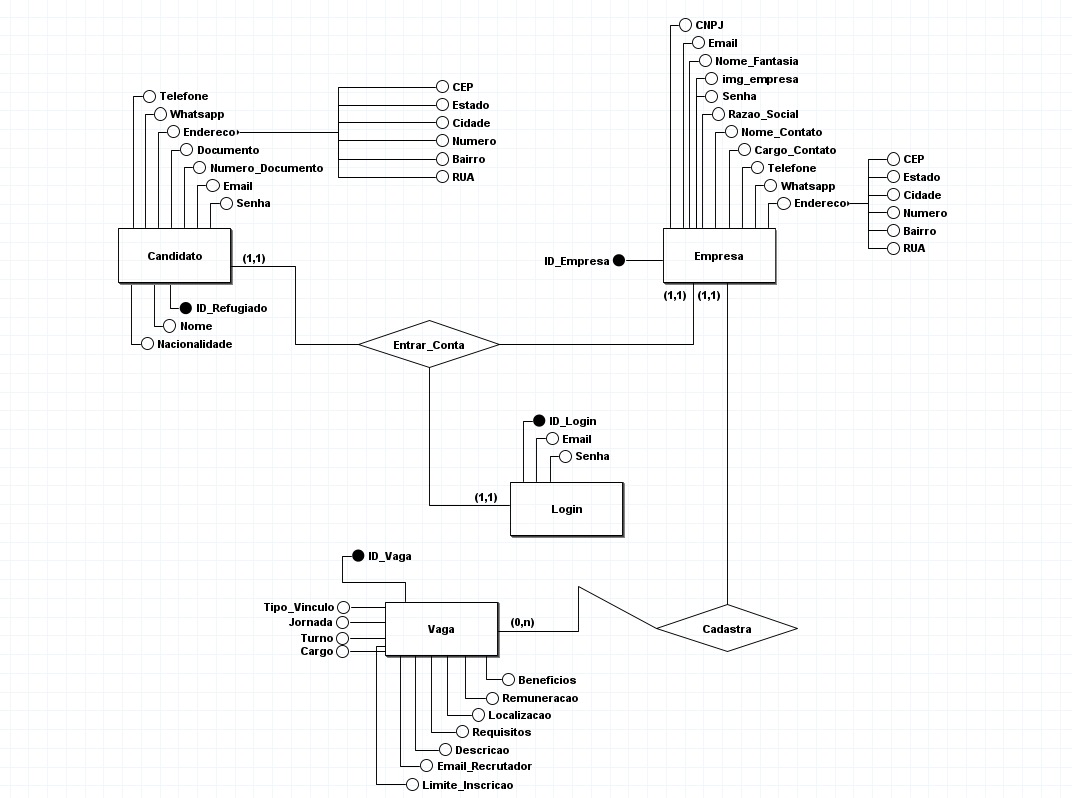 CNPJ
Email
Nome_Fantasia
img_empresa
Senha
Razao_Social
Nome_Contato
Cargo_Contato
Telefone
Whatsapp
Endereco
CEP
Estado
Cidade
Numero
Bairro
RUA
Telefone
Whatsapp
Endereco
Documento
Numero_Documento
Email
Senha
CEP
Estado
Cidade
Numero
Bairro
RUA
Candidato
(1,1)
ID_Refugiado
Nome
Nacionalidade
ID_Empresa
Empresa
(1,1)
(1,1)
Entrar_Conta
ID_Login
Email
Senha
(1,1)
Login
ID_Vaga
Tipo_Vinculo
Jornada
Turno
Cargo
Vaga
(0,n)
Cadastra
Beneficios
Remuneracao
Localizacao
Requisitos
Descricao
Email_Recrutador
Limite_Inscricao